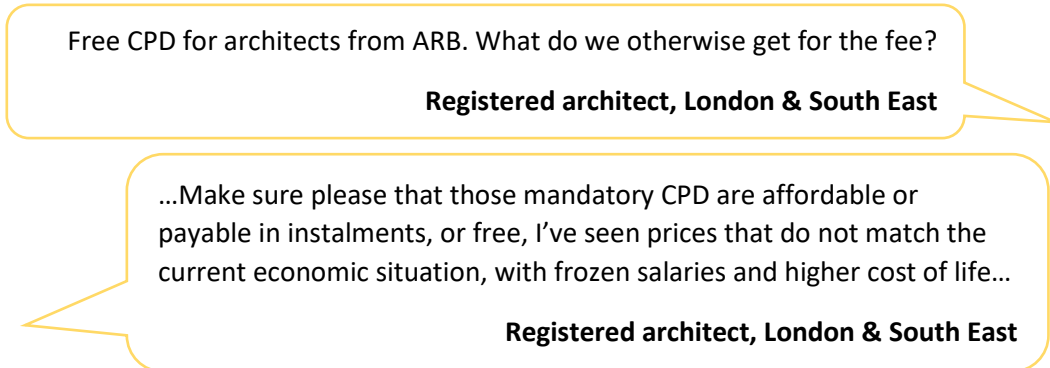 Free CPD for architects from ARB. What do we otherwise get for the fee?
Registered architect, London & South East
…Make sure please that those mandatory CPD are affordable or
payable in instalments, or free, I’ve seen prices that do not match the
current economic situation, with frozen salaries and higher cost of life…
Registered architect, London & South East